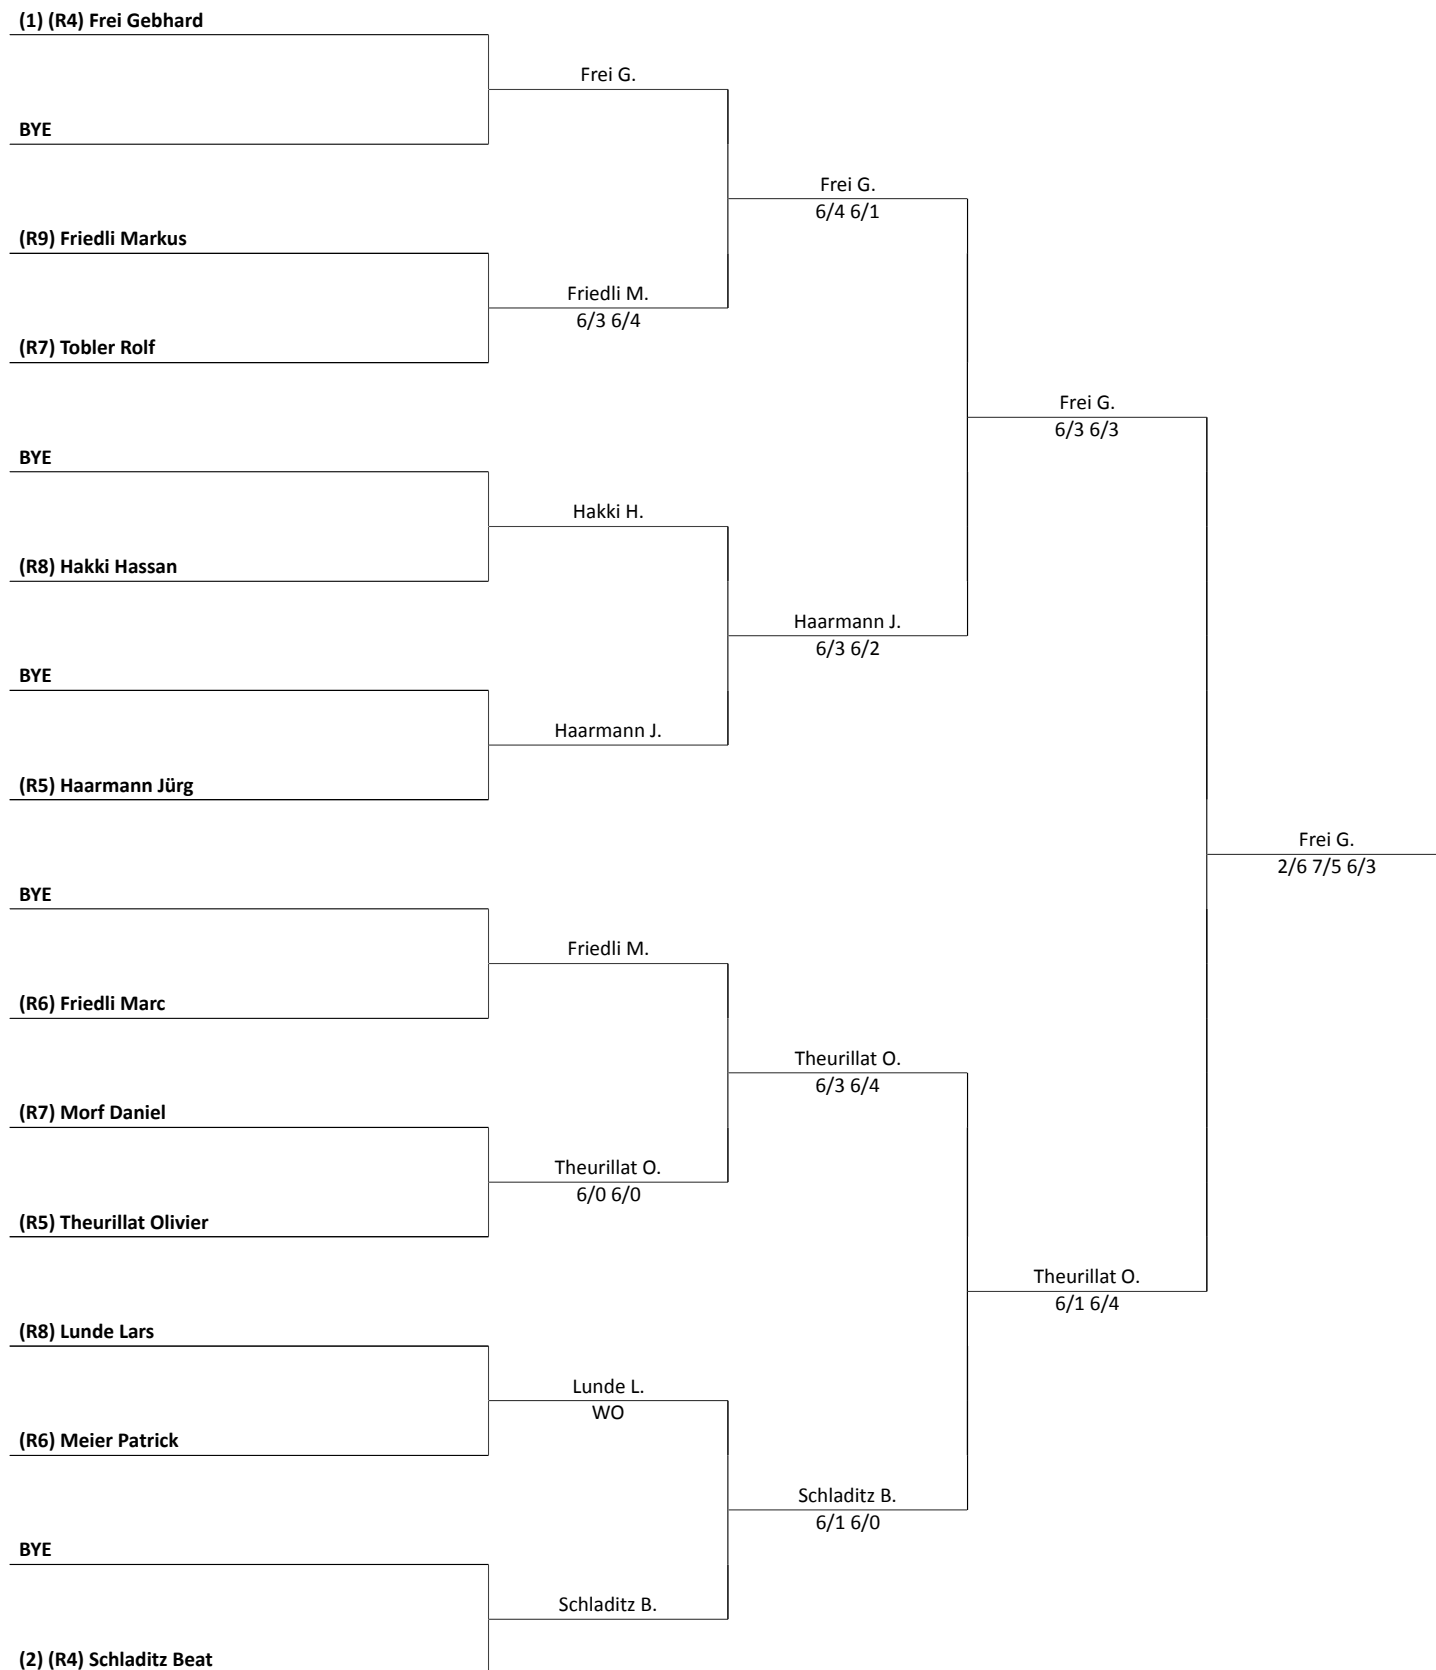 (1) (R4) Frei Gebhard
Frei G.
BYE
Frei G.
6/4 6/1
(R9) Friedli Markus
Friedli M.
6/3 6/4
(R7) Tobler Rolf
Frei G.
6/3 6/3
BYE
Hakki H.
(R8) Hakki Hassan
Haarmann J.
6/3 6/2
BYE
Haarmann J.
(R5) Haarmann Jürg
Frei G.
2/6 7/5 6/3
BYE
Friedli M.
(R6) Friedli Marc
Theurillat O.
6/3 6/4
(R7) Morf Daniel
Theurillat O.
6/0 6/0
(R5) Theurillat Olivier
Theurillat O.
6/1 6/4
(R8) Lunde Lars
Lunde L.
WO
(R6) Meier Patrick
Schladitz B.
6/1 6/0
BYE
Schladitz B.
(2) (R4) Schladitz Beat